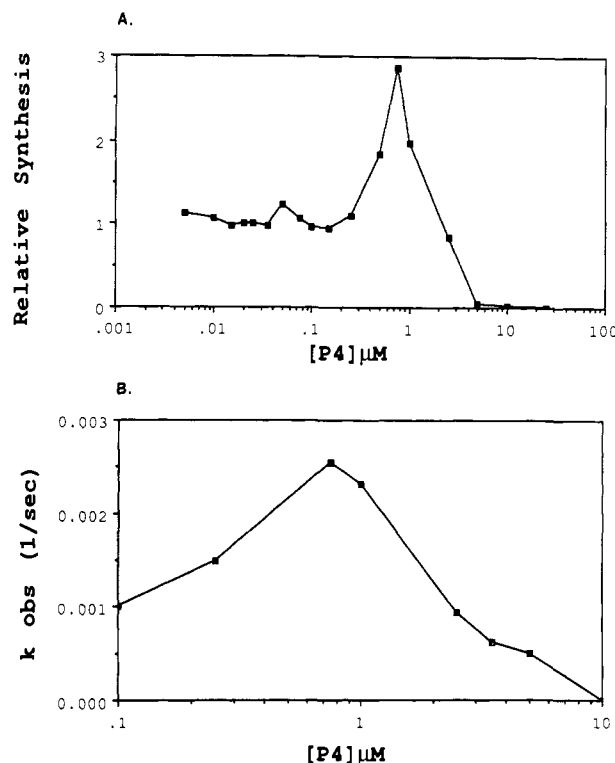 A.
Relative Synthesis
3
2
1
0
.001 .01 .1 1 10 100
[P4]μM
B.
k obs (1/sec)
0.003
0.002
0.001
0.000
.1 1 10
[P4]μM